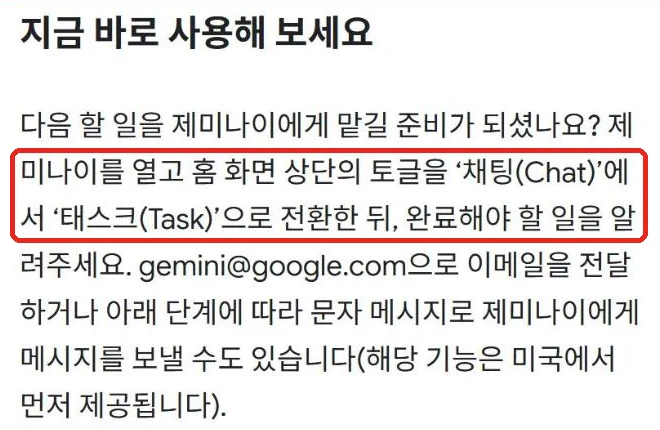 지금 바로 사용해 보세요
다음 할 일을 제미나이에게 맡길 준비가 되셨나요? 제
미나이를 열고 홈 화면 상단의 토글을 ‘채팅(Chat)’에
서 ‘태스크(Task)’으로 전환한 뒤, 완료해야 할 일을 알
려주세요. gemini@google.com으로 이메일을 전달
하거나 아래 단계에 따라 문자 메시지로 제미나이에게
메시지를 보낼 수도 있습니다(해당 기능은 미국에서
먼저 제공됩니다).